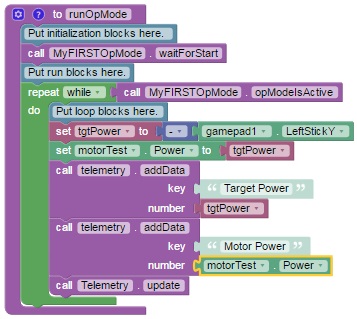 ? to runOpMode
Put initialization blocks here.
call MyFIRSTOpMode . waitForStart
Put run blocks here.
repeat while call MyFIRSTOpMode . opModeIsActive
do Put loop blocks here.
set tgtPower to - gamepad1 . LeftStickY
set motorTest . Power to tgtPower
call telemetry . addData
key “ Target Power ”
number tgtPower
call telemetry . addData
key “ Motor Power ”
number motorTest . Power
call Telemetry . update